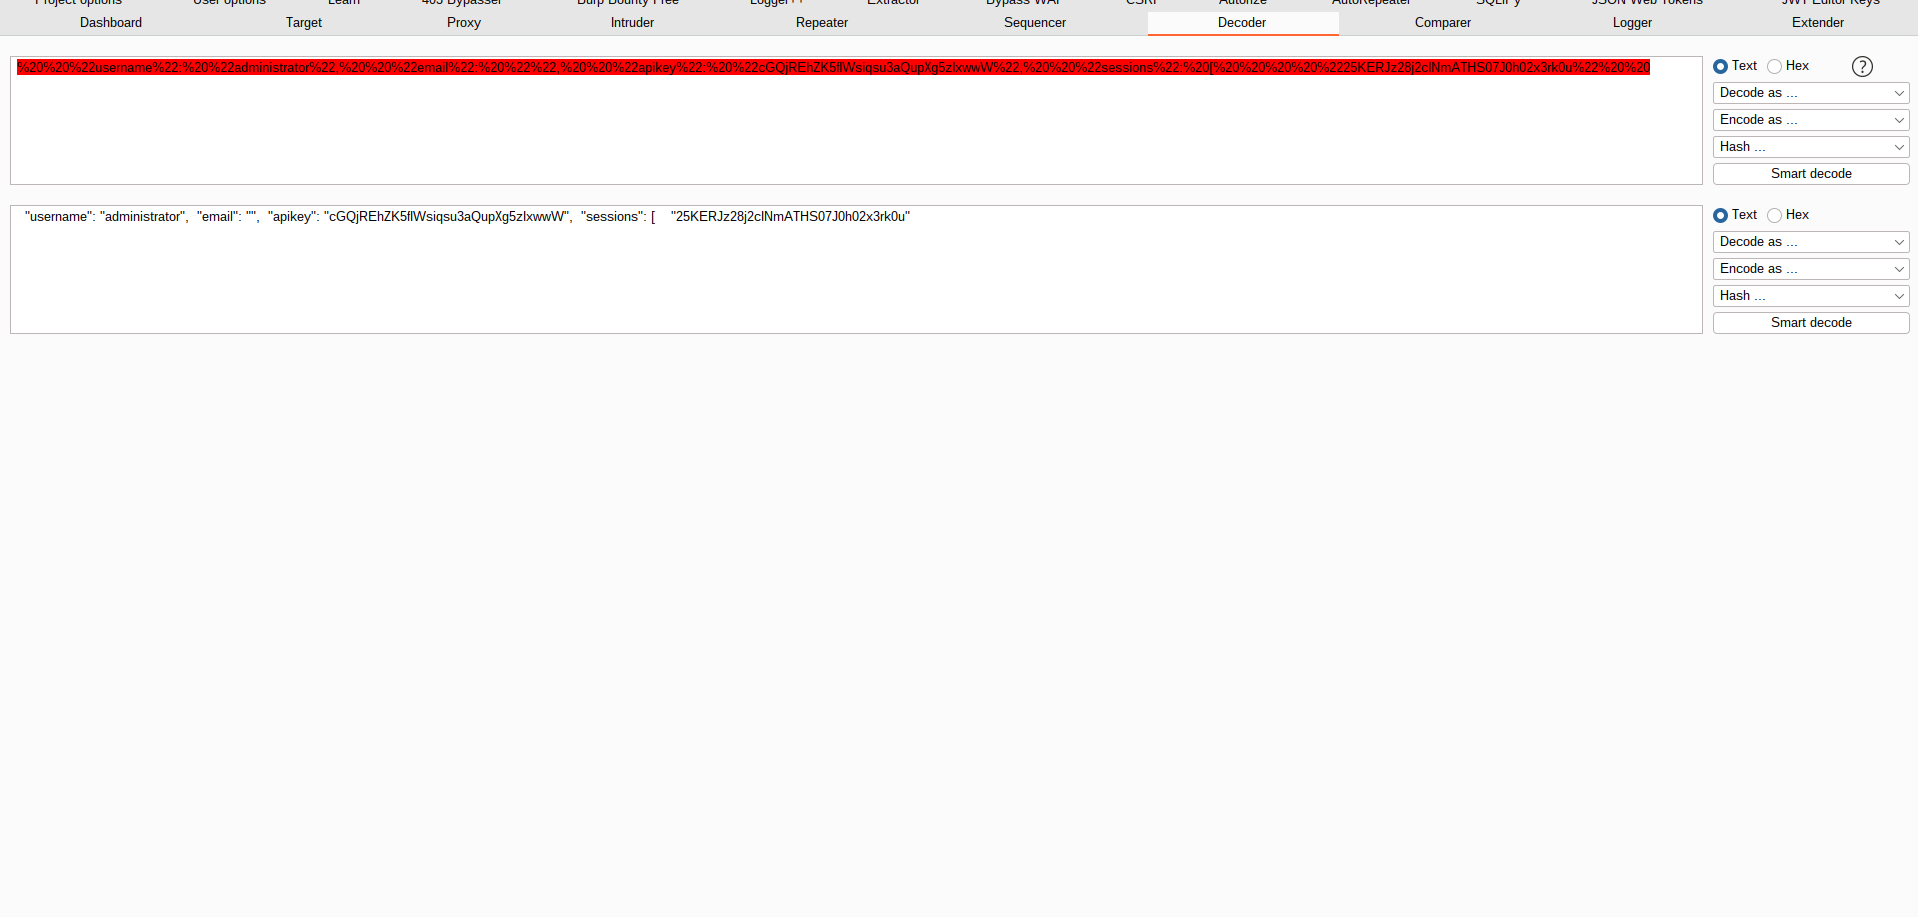 Project options User options Learn 403 Bypasser Burp Bounty Free Logger++ Extractor Bypass WAF CSRF Autorize AutoRepeater SQLiPy JSON Web Tokens JWT Editor Keys
Dashboard Target Proxy Intruder Repeater Sequencer Decoder Comparer Logger Extender
%20%20%22username%22:%20%22administrator%22,%20%20%22email%22:%20%22%22,%20%20%22apikey%22:%20%22cGQjREhZK5flWsiqsu3aQupXg5zIxwwW%22,%20%20%22sessions%22:%20[%20%20%20%20%2225KERJz28j2clNmATHS07J0h02x3rk0u%22%20%20
Text Hex ?
Decode as ...
Encode as ...
Hash ...
Smart decode
"username": "administrator", "email": "", "apikey": "cGQjREhZK5flWsiqsu3aQupXg5zIxwwW", "sessions": [ "25KERJz28j2clNmATHS07J0h02x3rk0u"
Text Hex
Decode as ...
Encode as ...
Hash ...
Smart decode